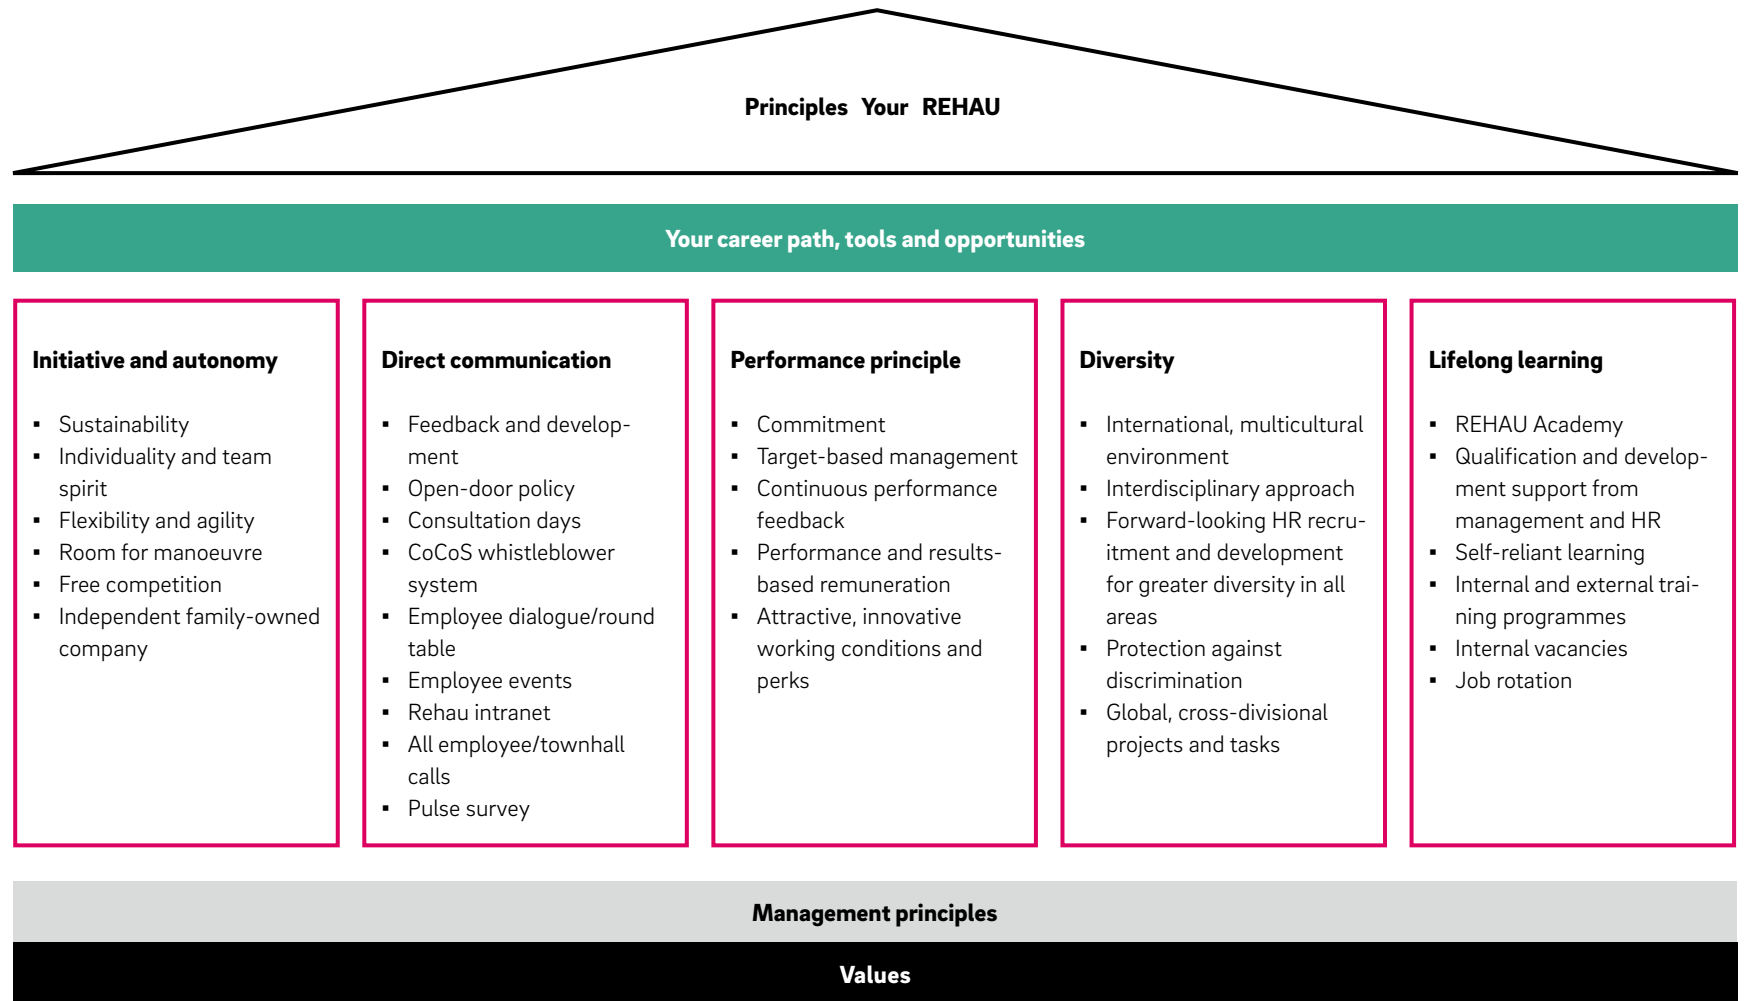 Principles Your REHAU
Your career path, tools and opportunities
Initiative and autonomy
▪ Sustainability
▪ Individuality and team
spirit
▪ Flexibility and agility
▪ Room for manoeuvre
▪ Free competition
▪ Independent family-owned
company
Direct communication
▪ Feedback and develop-
ment
▪ Open-door policy
▪ Consultation days
▪ CoCoS whistleblower
system
▪ Employee dialogue/round
table
▪ Employee events
▪ Rehau intranet
▪ All employee/townhall
calls
▪ Pulse survey
Performance principle
▪ Commitment
▪ Target-based management
▪ Continuous performance
feedback
▪ Performance and results-
based remuneration
▪ Attractive, innovative
working conditions and
perks
Diversity
▪ International, multicultural
environment
▪ Interdisciplinary approach
▪ Forward-looking HR recru-
itment and development
for greater diversity in all
areas
▪ Protection against
discrimination
▪ Global, cross-divisional
projects and tasks
Lifelong learning
▪ REHAU Academy
▪ Qualification and develop-
ment support from
management and HR
▪ Self-reliant learning
▪ Internal and external trai-
ning programmes
▪ Internal vacancies
▪ Job rotation
Management principles
Values